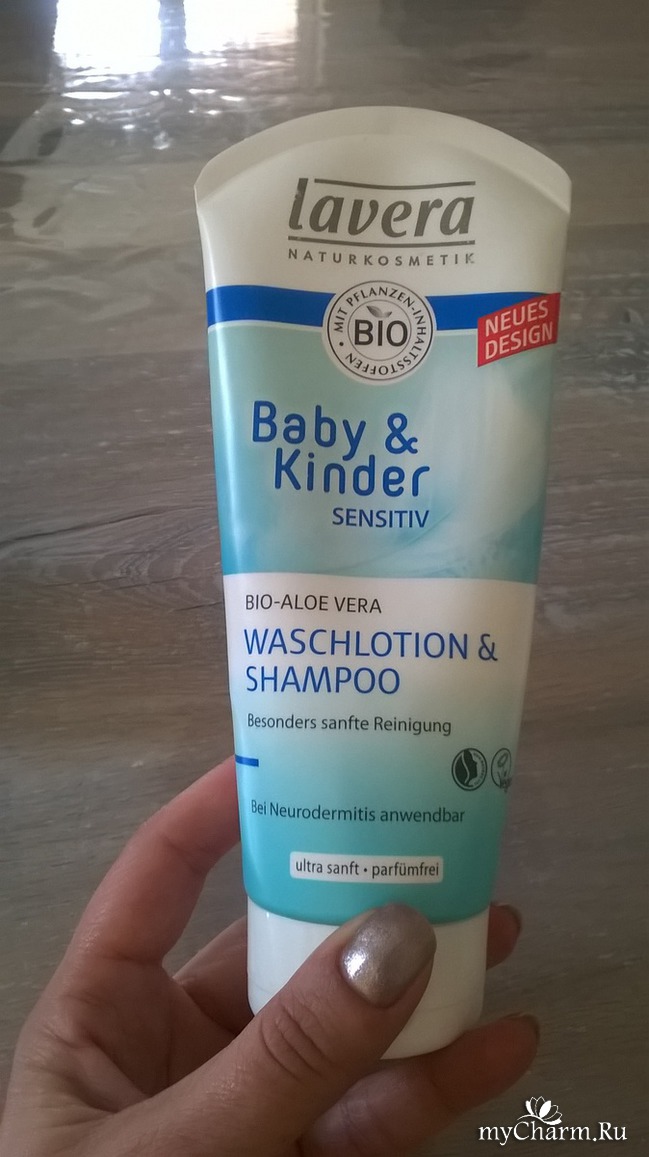 lavera
NATURKOSMETIK
MIT PFLANZEN-INHALTSSTOFFEN
BIO
NEUES
DESIGN
Baby &
Kinder
SENSITIV
BIO-ALOE VERA
WASCHLOTION &
SHAMPOO
Besonders sanfte Reinigung
Bei Neurodermitis anwendbar
ultra sanft • parfümfrei
myCharm.Ru